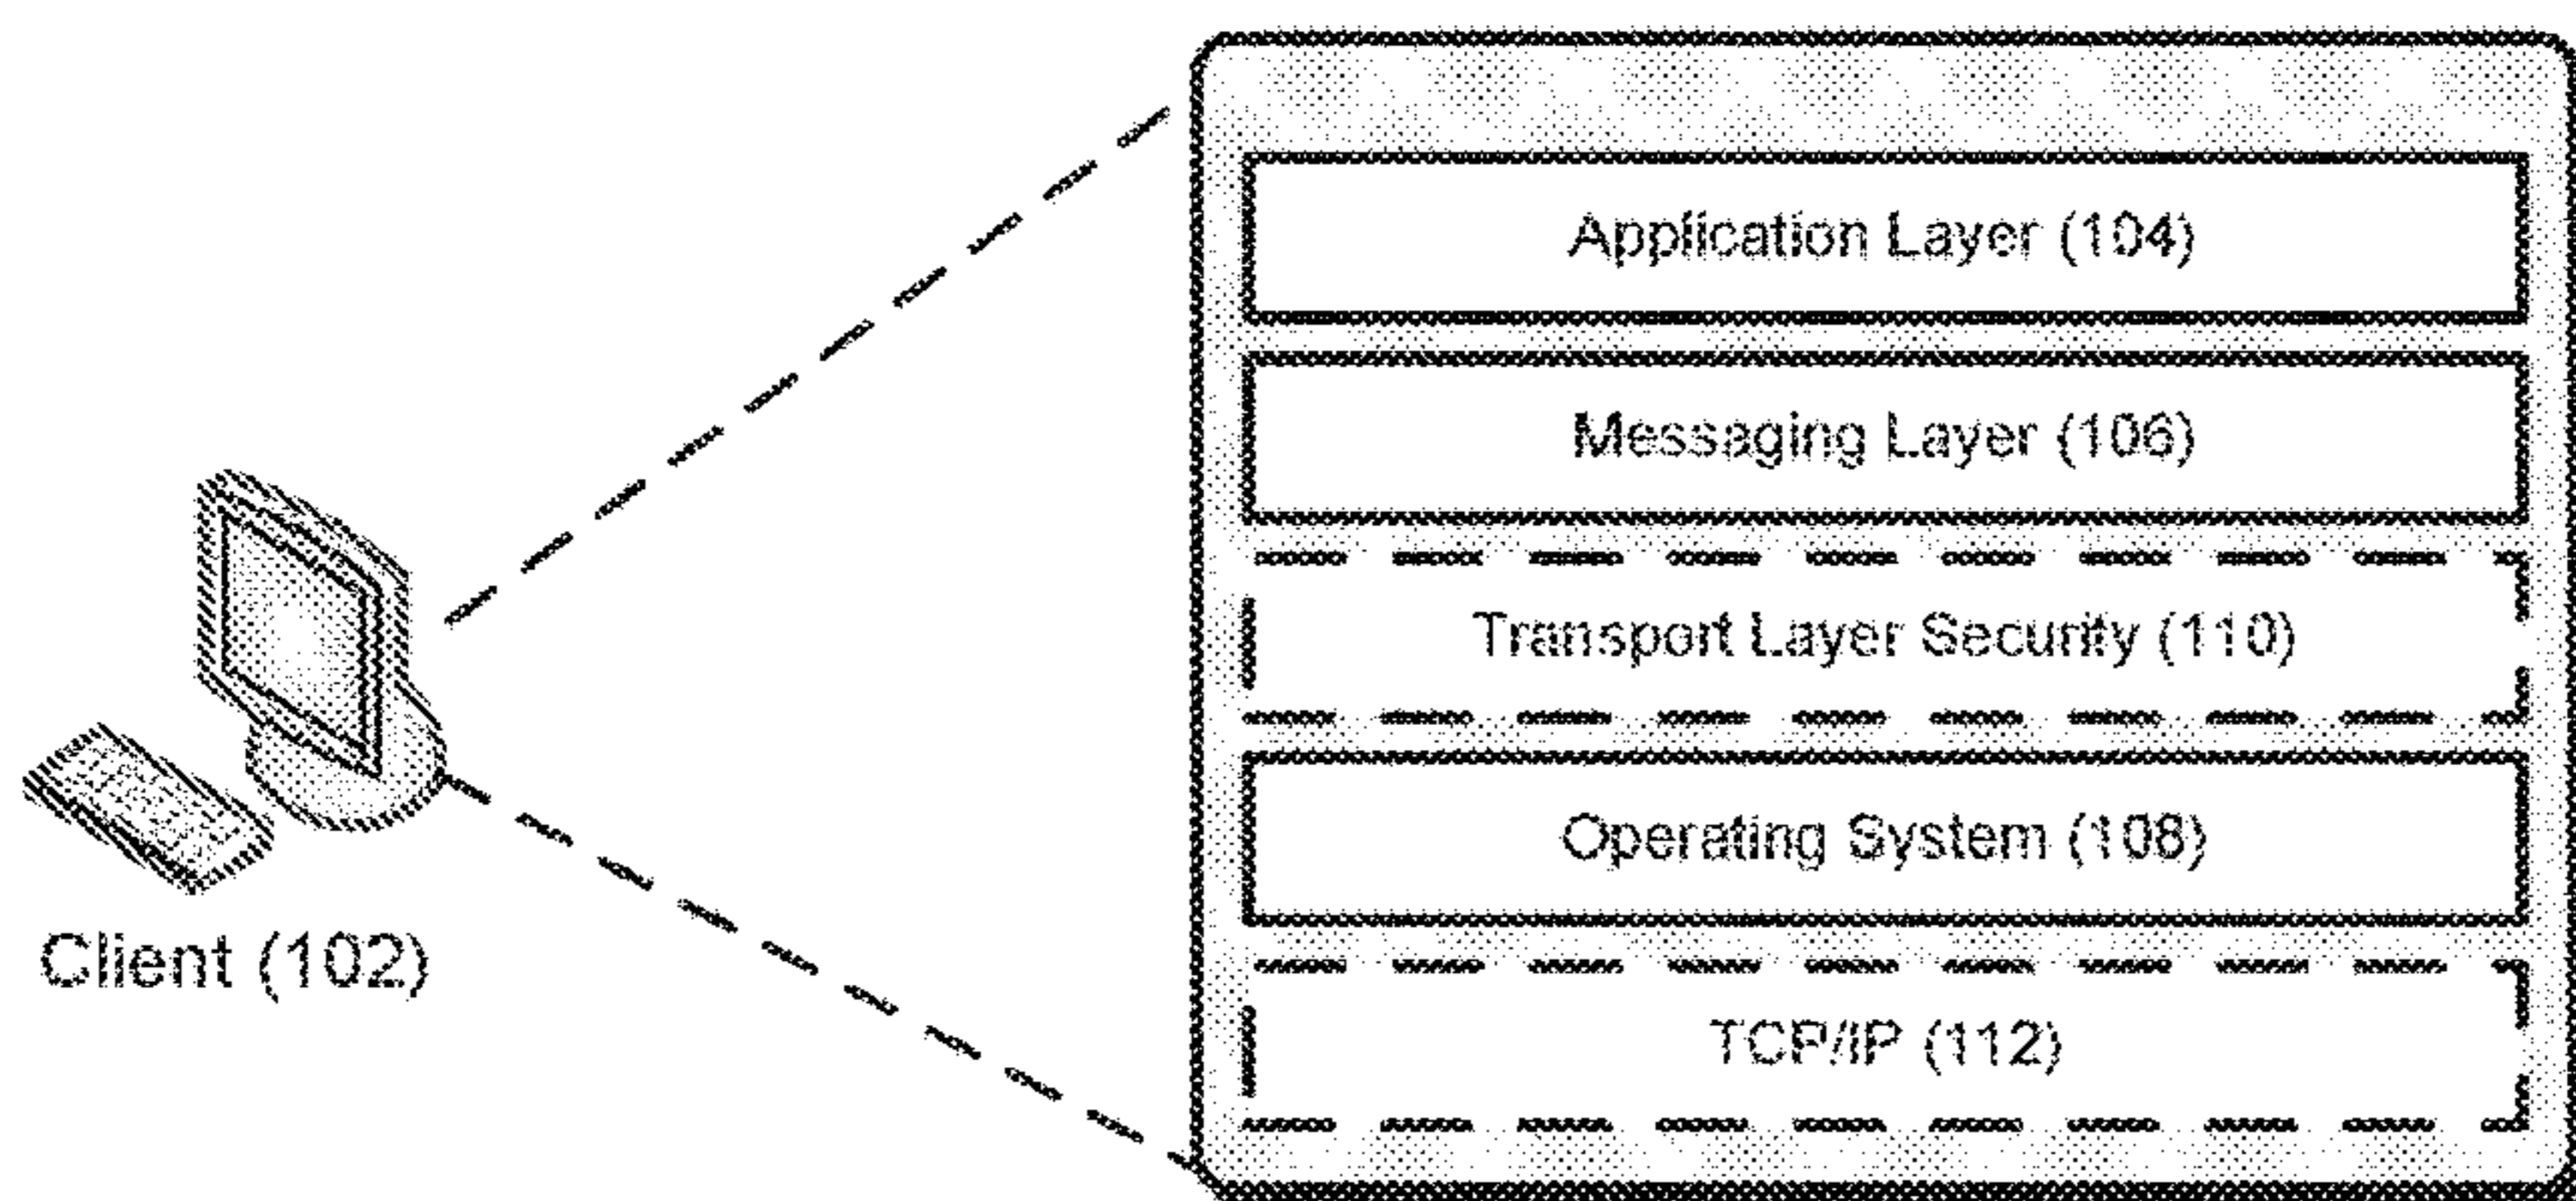 Application Layer (104)
Messaging Layer (106)
Transport Layer Security (110)
Operating System (108)
TCP/IP (112)
Client (102)